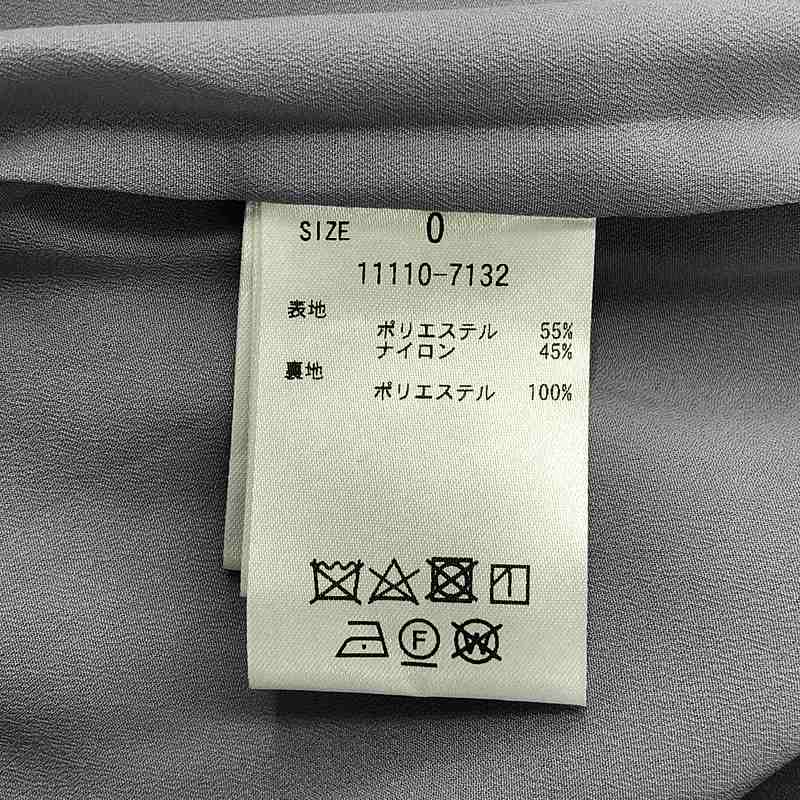 SIZE 0
11110-7132
表地
ポリエステル 55%
ナイロン 45%
裏地
ポリエステル 100%
F W